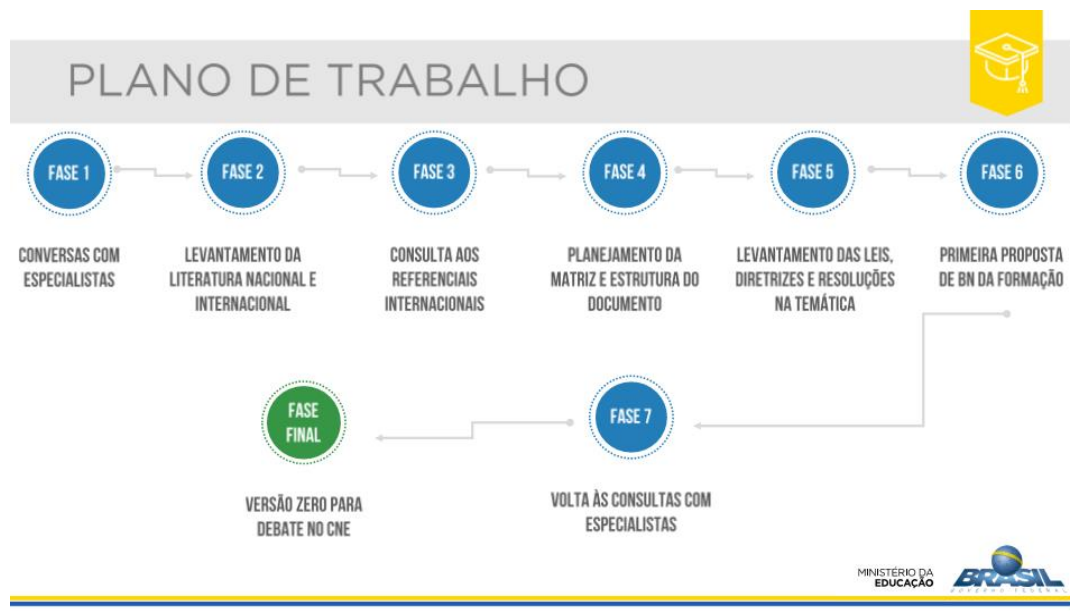 PLANO DE TRABALHO
FASE 1
CONVERSAS COM
ESPECIALISTAS
FASE 2
LEVANTAMENTO DA
LITERATURA NACIONAL E
INTERNACIONAL
FASE 3
CONSULTA AOS
REFERENCIAIS
INTERNACIONAIS
FASE 4
PLANEJAMENTO DA
MATRIZ E ESTRUTURA DO
DOCUMENTO
FASE 5
LEVANTAMENTO DAS LEIS,
DIRETRIZES E RESOLUÇÕES
NA TEMÁTICA
FASE 6
PRIMEIRA PROPOSTA
DE BN DA FORMAÇÃO
FASE 7
VOLTA ÀS CONSULTAS COM
ESPECIALISTAS
FASE
FINAL
VERSÃO ZERO PARA
DEBATE NO CNE
MINISTÉRIO DA
EDUCAÇÃO
BRASIL
GOVERNO FEDERAL